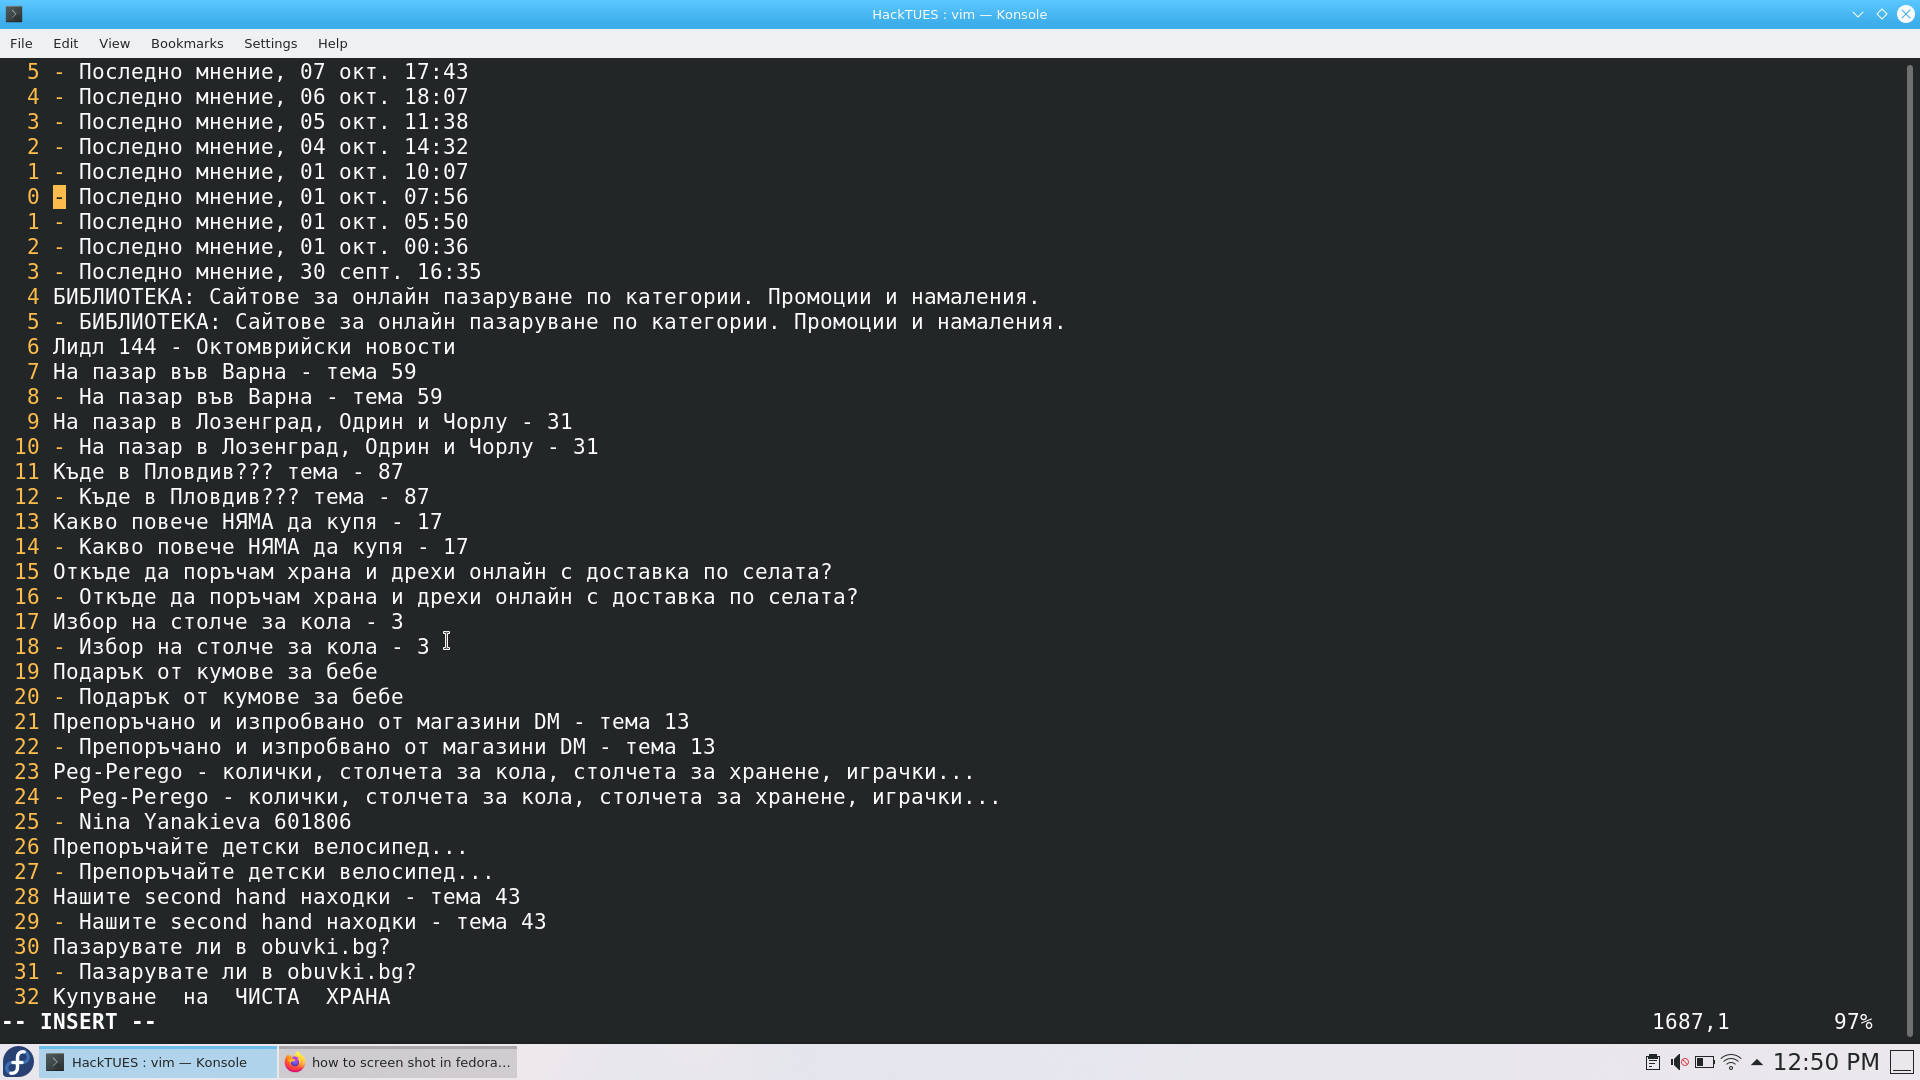 HackTUES : vim — Konsole
File Edit View Bookmarks Settings Help
5 - Последно мнение, 07 окт. 17:43
4 - Последно мнение, 06 окт. 18:07
3 - Последно мнение, 05 окт. 11:38
2 - Последно мнение, 04 окт. 14:32
1 - Последно мнение, 01 окт. 10:07
0 - Последно мнение, 01 окт. 07:56
1 - Последно мнение, 01 окт. 05:50
2 - Последно мнение, 01 окт. 00:36
3 - Последно мнение, 30 септ. 16:35
4 БИБЛИОТЕКА: Сайтове за онлайн пазаруване по категории. Промоции и намаления.
5 - БИБЛИОТЕКА: Сайтове за онлайн пазаруване по категории. Промоции и намаления.
6 Лидл 144 - Октомврийски новости
7 На пазар във Варна - тема 59
8 - На пазар във Варна - тема 59
9 На пазар в Лозенград, Одрин и Чорлу - 31
10 - На пазар в Лозенград, Одрин и Чорлу - 31
11 Къде в Пловдив??? тема - 87
12 - Къде в Пловдив??? тема - 87
13 Какво повече НЯМА да купя - 17
14 - Какво повече НЯМА да купя - 17
15 Откъде да поръчам храна и дрехи онлайн с доставка по селата?
16 - Откъде да поръчам храна и дрехи онлайн с доставка по селата?
17 Избор на столче за кола - 3
18 - Избор на столче за кола - 3
19 Подарък от кумове за бебе
20 - Подарък от кумове за бебе
21 Препоръчано и изпробвано от магазини DM - тема 13
22 - Препоръчано и изпробвано от магазини DM - тема 13
23 Peg-Perego - колички, столчета за кола, столчета за хранене, играчки...
24 - Peg-Perego - колички, столчета за кола, столчета за хранене, играчки...
25 - Nina Yanakieva 601806
26 Препоръчайте детски велосипед...
27 - Препоръчайте детски велосипед...
28 Нашите second hand находки - тема 43
29 - Нашите second hand находки - тема 43
30 Пазарувате ли в obuvki.bg?
31 - Пазарувате ли в obuvki.bg?
32 Купуване  на  ЧИСТА  ХРАНА
-- INSERT -- 1687,1 97%
HackTUES : vim — Konsole how to screen shot in fedora... 12:50 PM